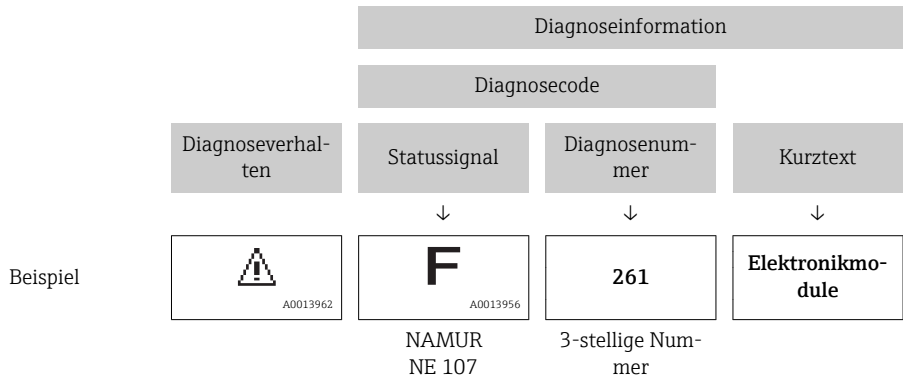 Diagnoseinformation
Diagnosecode
Diagnoseverhal-
ten
Statussignal
Diagnosenum-
mer
Kurztext
↓ ↓ ↓
Beispiel
A0013962
F
A0013956
261
Elektronikmo-
dule
NAMUR
NE 107
3-stellige Num-
mer